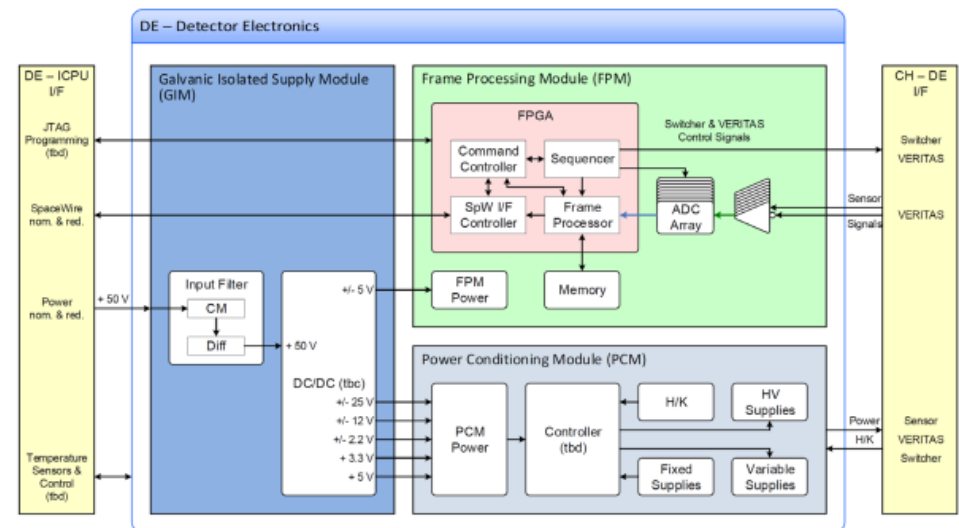 DE – Detector Electronics
DE – ICPU
I/F
JTAG
Programming
(tbd)
SpaceWire
nom. & red.
Power
nom. & red.
+ 50 V
Temperature
Sensors &
Control
(tbd)
Galvanic Isolated Supply Module
(GIM)
Input Filter
CM
Diff
+ 50 V
+/- 5 V
DC/DC (tbc)
+/- 25 V
+/- 12 V
+/- 2.2 V
+ 3.3 V
+ 5 V
Frame Processing Module (FPM)
FPGA
Command
Controller
Sequencer
SpW I/F
Controller
Frame
Processor
Switcher & VERITAS
Control Signals
ADC
Array
FPM
Power
Memory
Power Conditioning Module (PCM)
PCM
Power
Controller
(tbd)
H/K
HV
Supplies
Fixed
Supplies
Variable
Supplies
CH – DE
I/F
Switcher
VERITAS
Sensor
Signals
VERITAS
Power
H/K
Sensor
VERITAS
Switcher